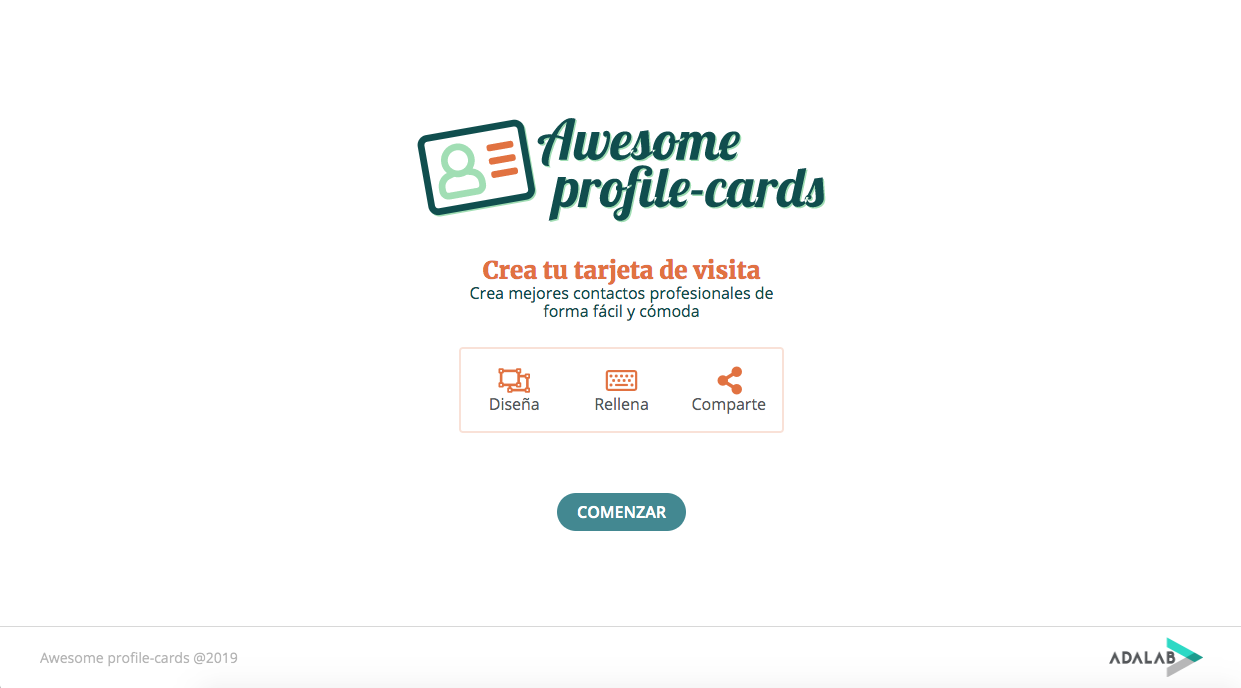 Awesome
profile-cards
Crea tu tarjeta de visita
Crea mejores contactos profesionales de
forma fácil y cómoda
Diseña
Rellena
Comparte
COMENZAR
Awesome profile-cards @2019
ADALAB